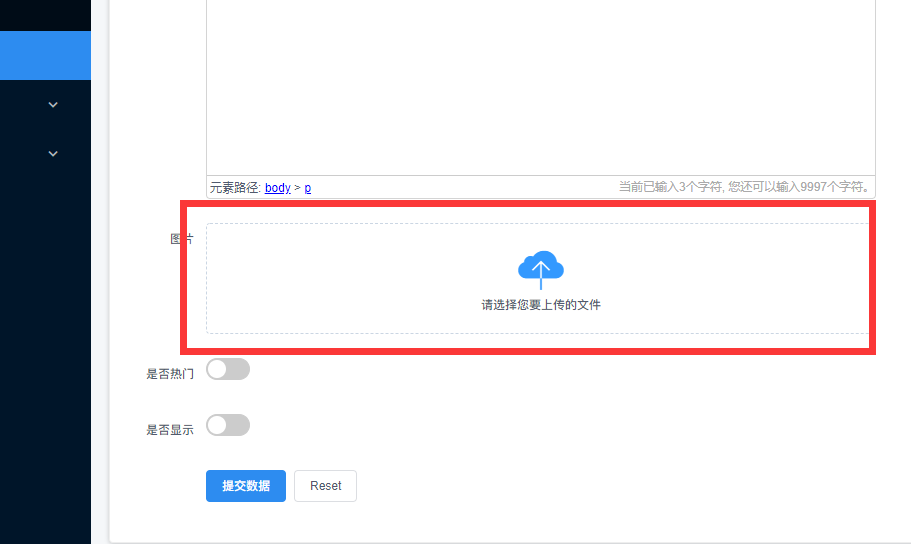 元素路径: body > p
当前已输入3个字符, 您还可以输入9997个字符。
图片
请选择您要上传的文件
是否热门
是否显示
提交数据
Reset